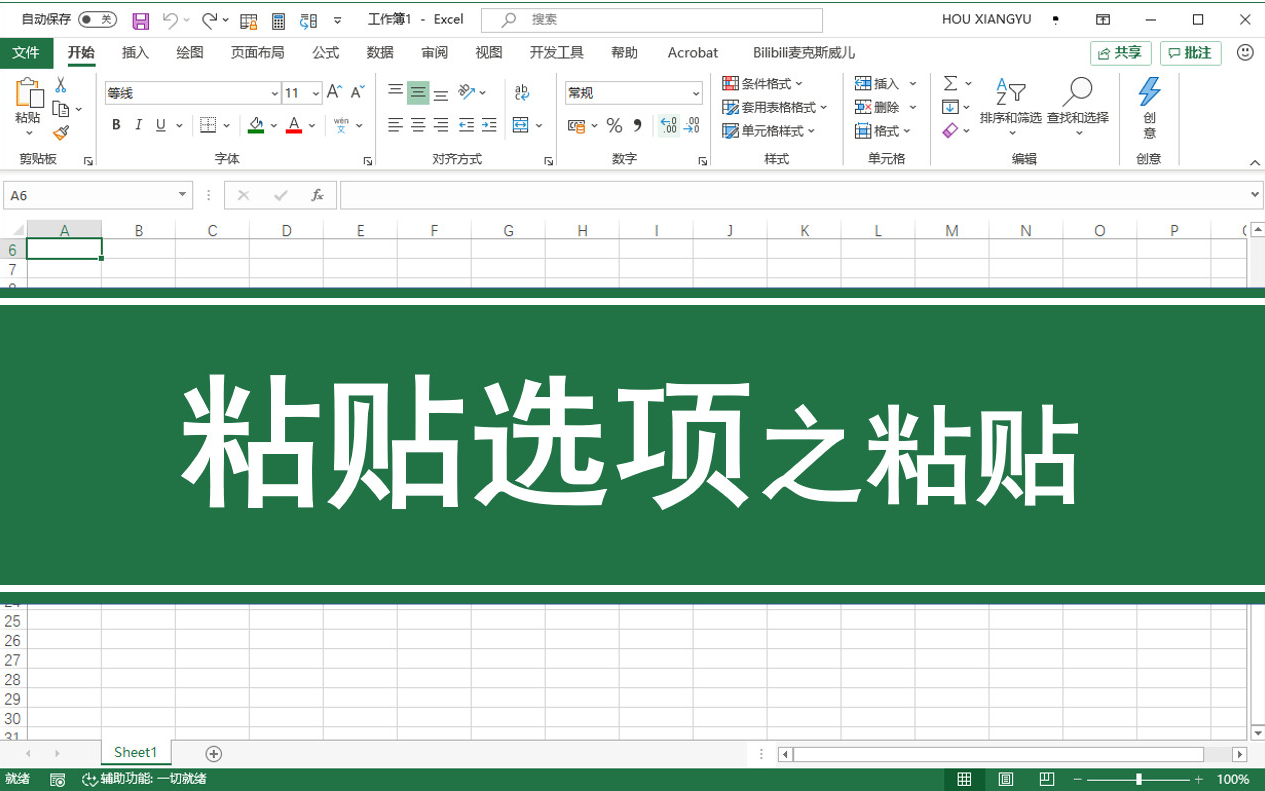 自动保存 关 工作簿1 - Excel 搜索 HOU XIANGYU
文件 开始 插入 绘图 页面布局 公式 数据 审阅 视图 开发工具 帮助 Acrobat Bilibili麦克斯威儿 共享 批注
粘贴 等线 11 A A ab c 常规 条件格式 插入 Σ A Z
B I U A wén 文 % , .00 .0 套用表格格式 删除 排序和筛选 查找和选择 创意
单元格样式 格式
剪贴板 字体 对齐方式 数字 样式 单元格 编辑 创意
A6 fx
A B C D E F G H I J K L M N O P
6
7
粘贴选项之粘贴
25
26
27
28
29
30
31
Sheet1
就绪 辅助功能: 一切就绪 100%